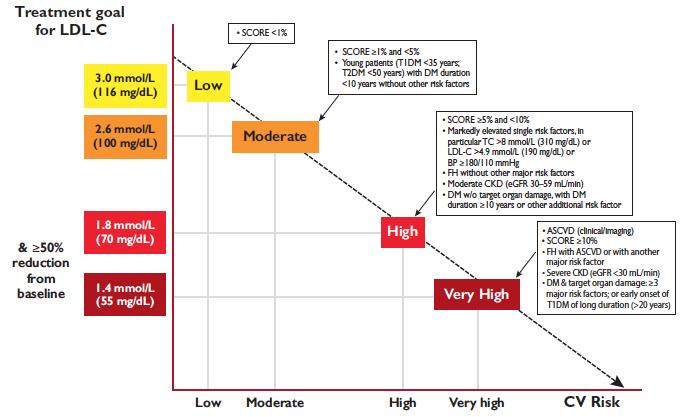 Treatment goal
for LDL-C
3.0 mmol/L
(116 mg/dL)
2.6 mmol/L
(100 mg/dL)
1.8 mmol/L
(70 mg/dL)
& ≥50%
reduction
from
baseline
1.4 mmol/L
(55 mg/dL)
Low
• SCORE <1%
Moderate
• SCORE ≥1% and <5%
• Young patients (T1DM <35 years;
T2DM <50 years) with DM duration
<10 years without other risk factors
High
• SCORE ≥5% and <10%
• Markedly elevated single risk factors, in
particular TC >8 mmol/L (310 mg/dL) or
LDL-C >4.9 mmol/L (190 mg/dL) or
BP ≥180/110 mmHg
• FH without other major risk factors
• Moderate CKD (eGFR 30–59 mL/min)
• DM w/o target organ damage, with DM
duration ≥10 years or other additional risk factor
Very High
• ASCVD (clinical/imaging)
• SCORE ≥10%
• FH with ASCVD or with another
major risk factor
• Severe CKD (eGFR <30 mL/min)
• DM & target organ damage: ≥3
major risk factors; or early onset of
T1DM of long duration (>20 years)
Low
Moderate
High
Very high
CV Risk